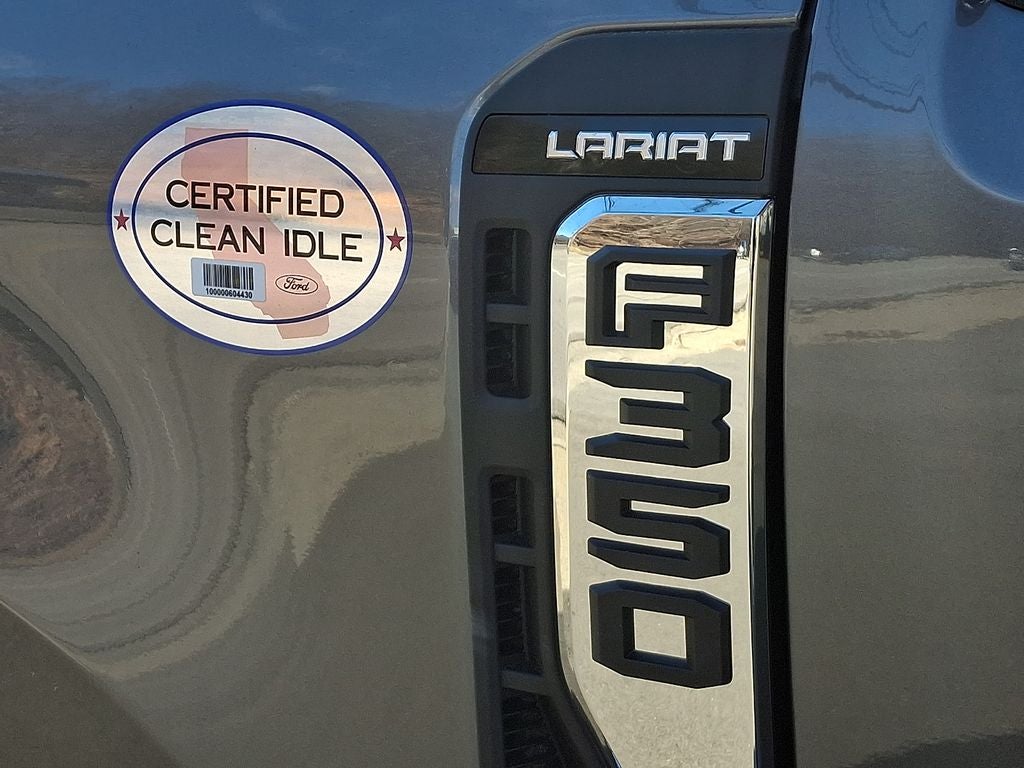 CERTIFIED
CLEAN IDLE
100000604430
Ford
LARIAT
F350